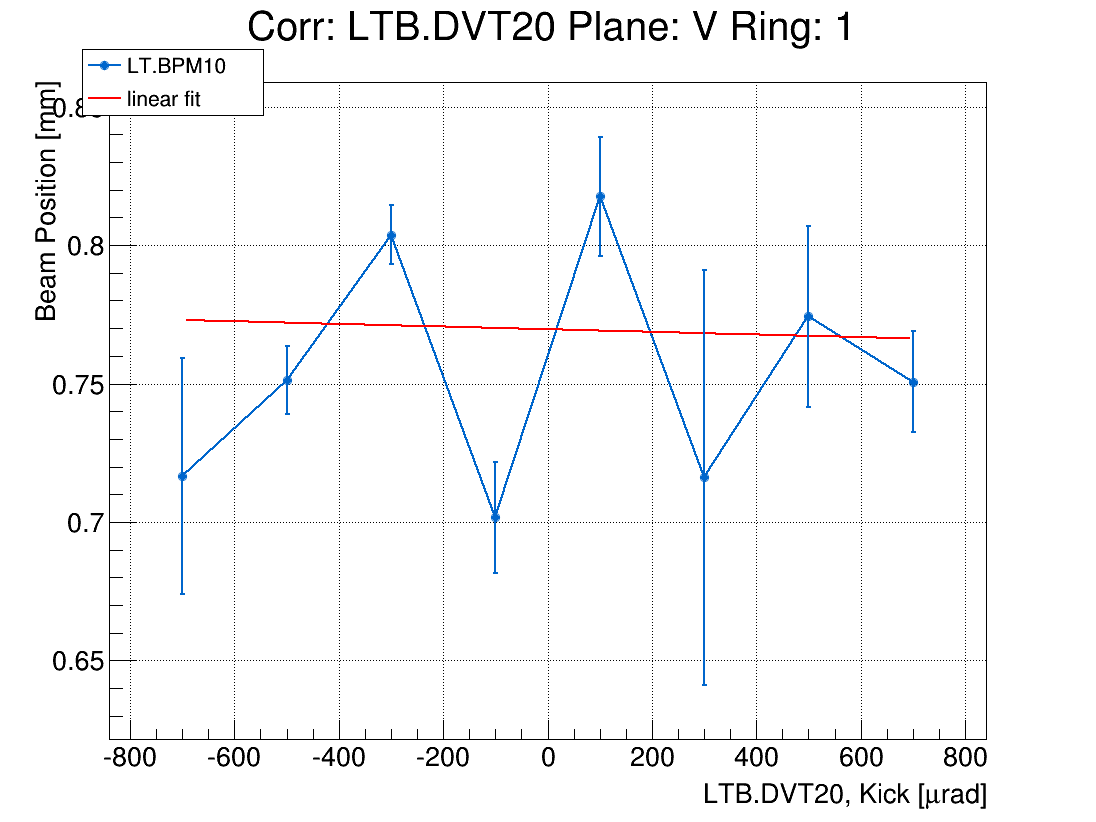 Corr: LTB.DVT20 Plane: V Ring: 1
LT.BPM10
linear fit
Beam Position [mm]
0.8
0.75
0.7
0.65
-800 -600 -400 -200 0 200 400 600 800
LTB.DVT20, Kick [μrad]